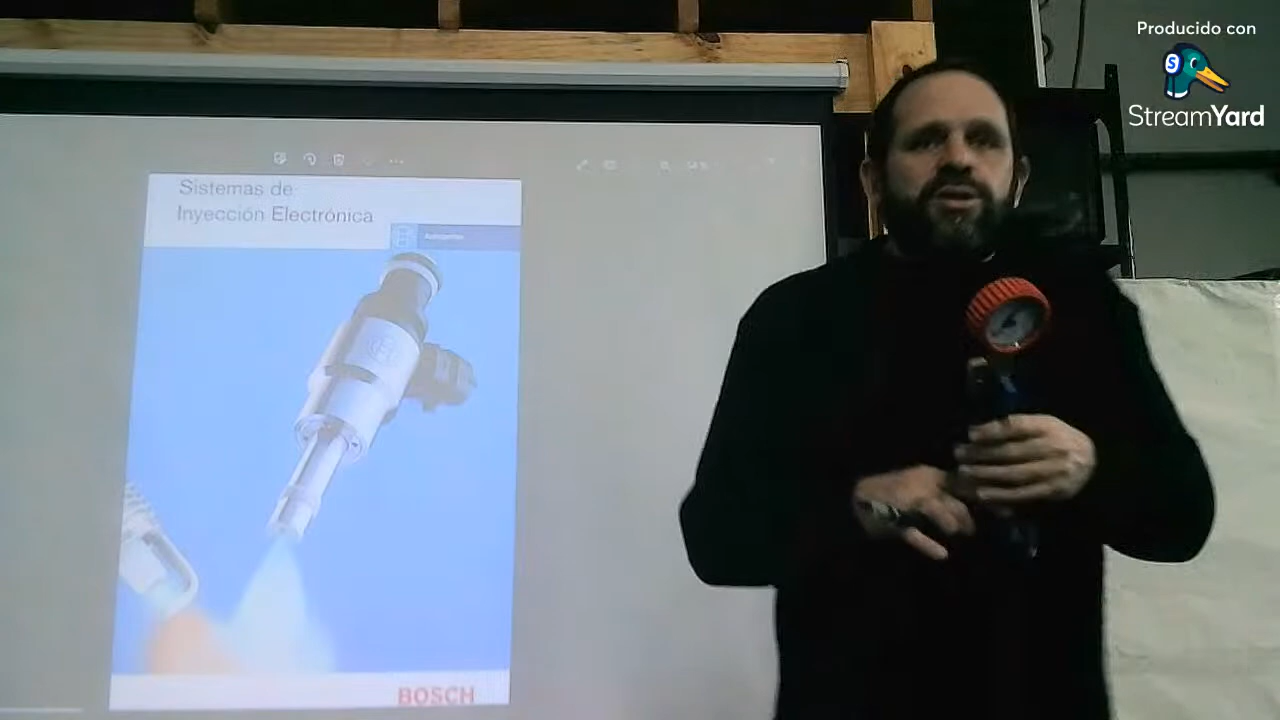 Producido con
StreamYard
Sistemas de
Inyección Electrónica
BOSCH